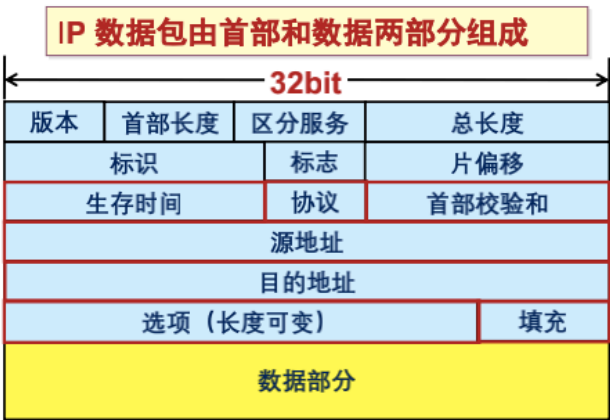 IP 数据包由首部和数据两部分组成
32bit
版本 首部长度 区分服务 总长度
标识 标志 片偏移
生存时间 协议 首部校验和
源地址
目的地址
选项（长度可变） 填充
数据部分